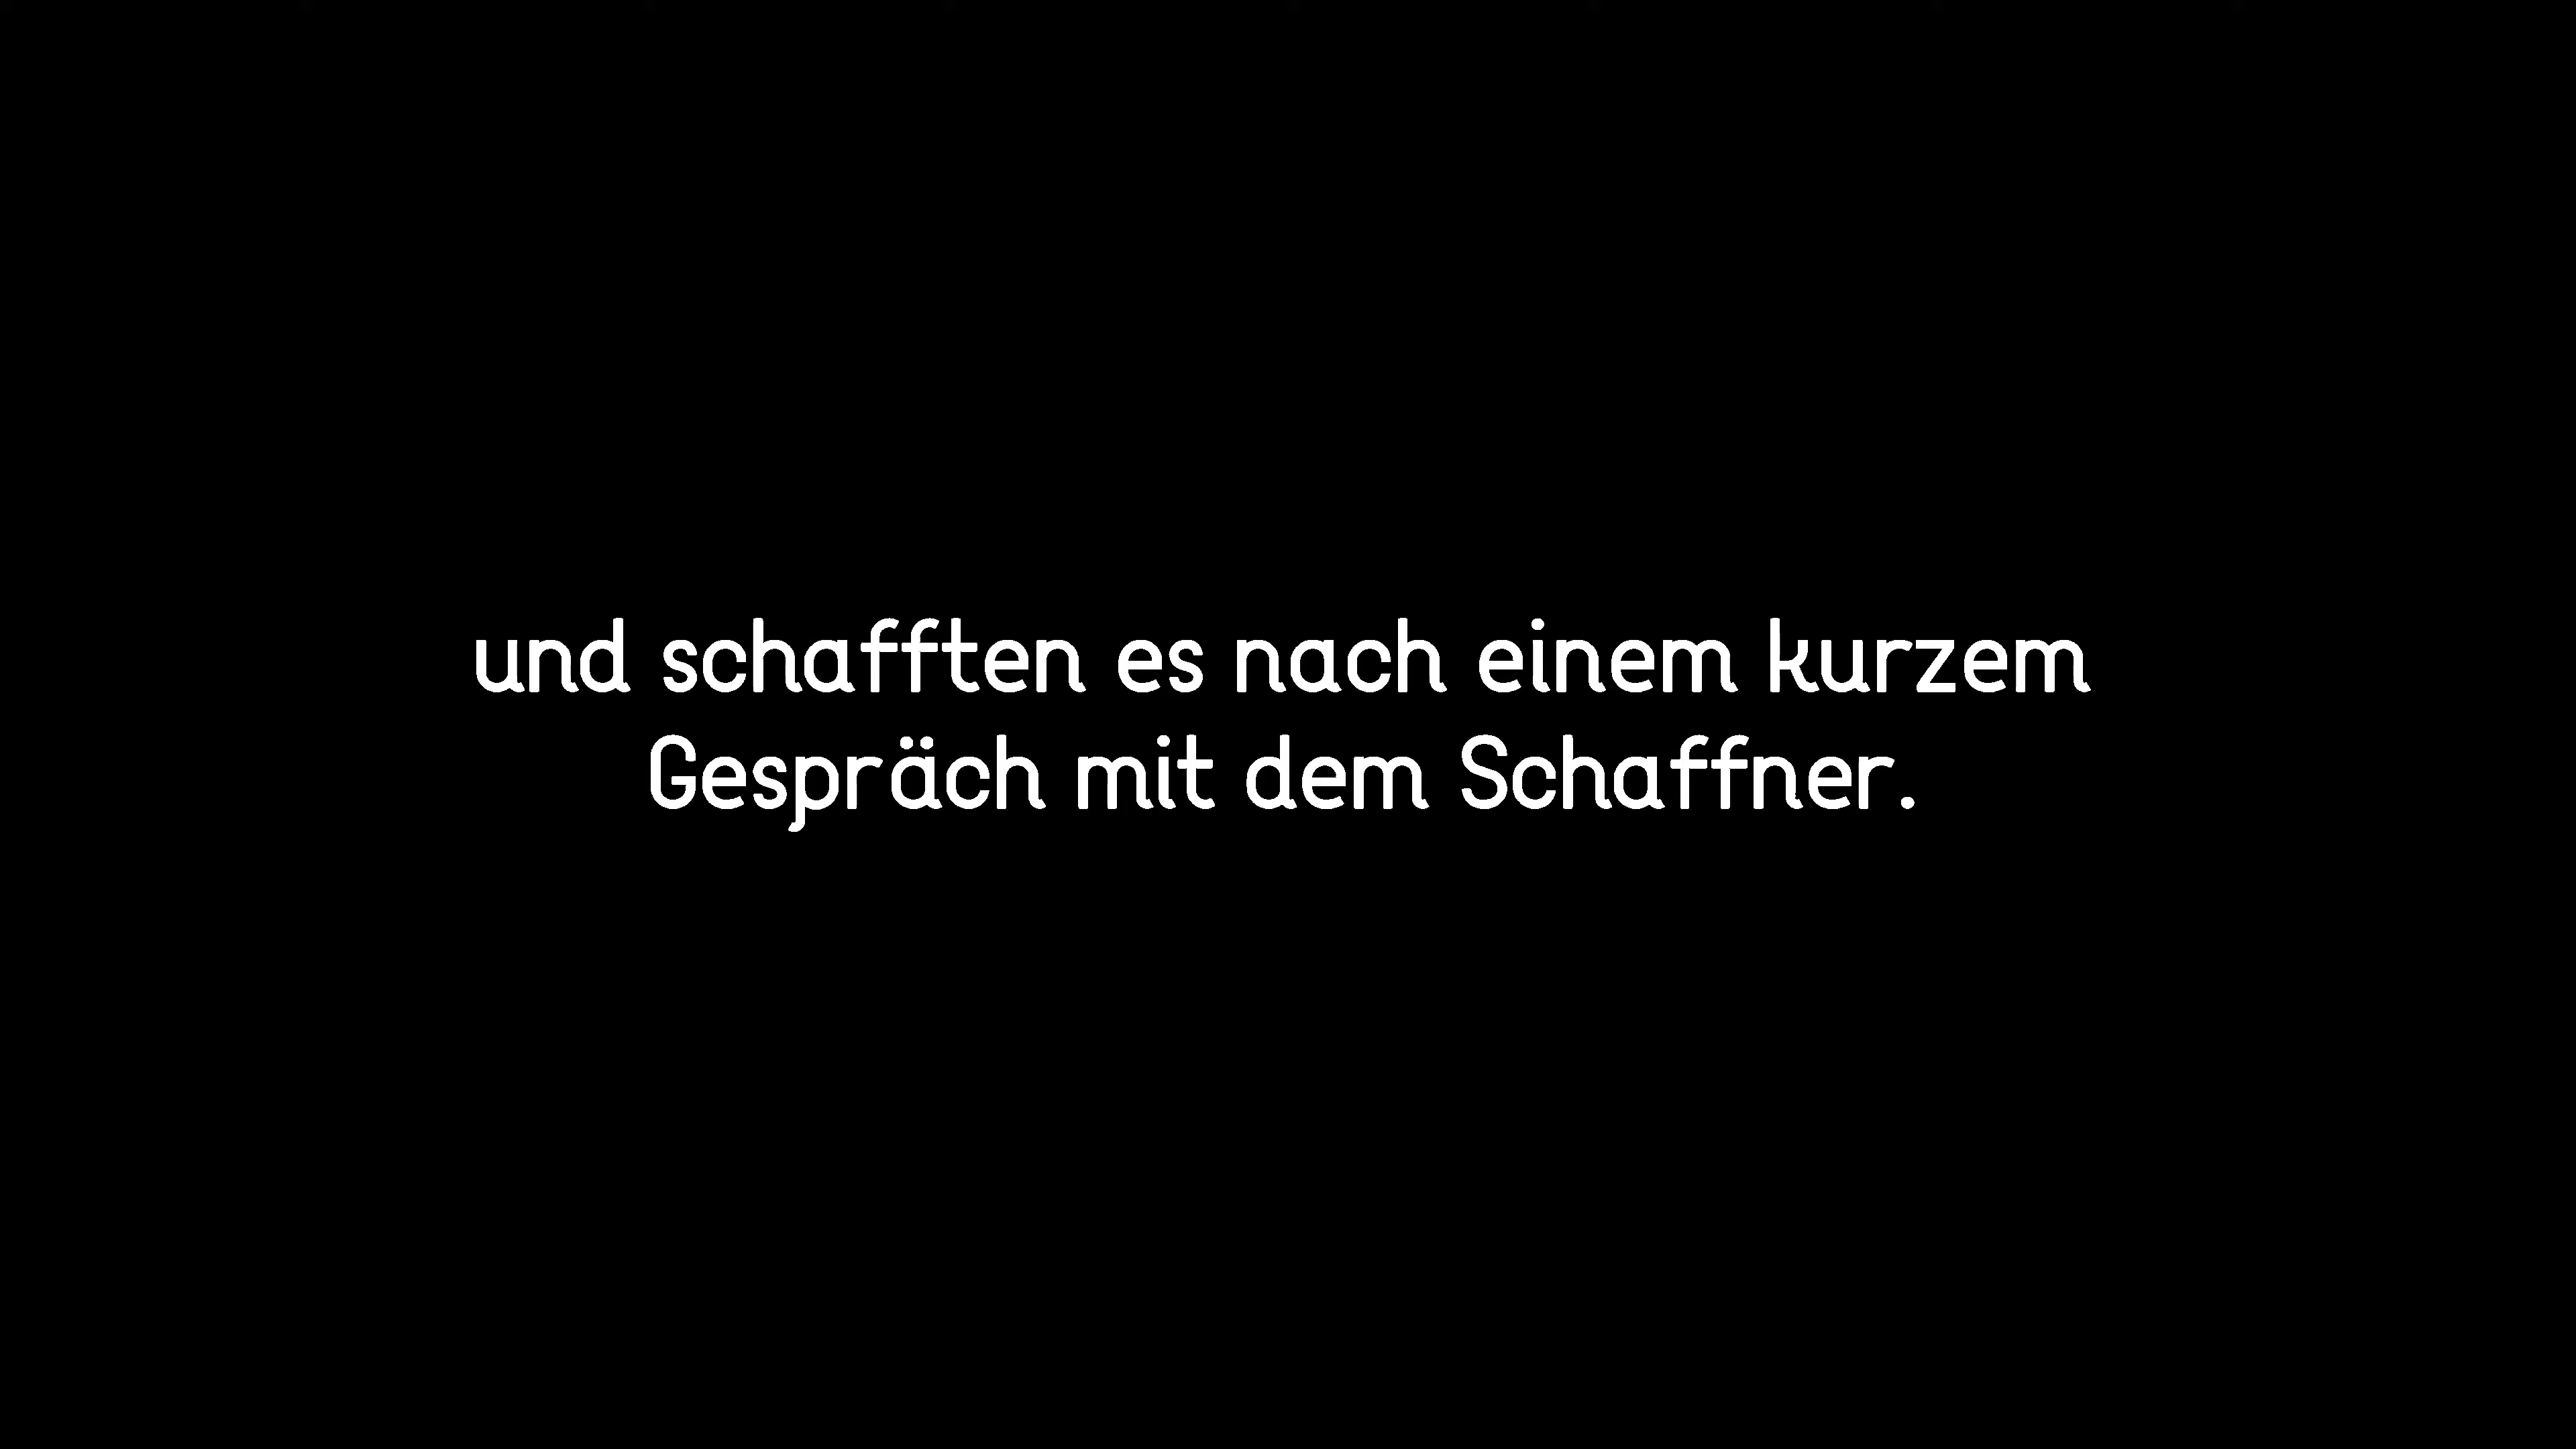 und schafften es nach einem kurzem
Gespräch mit dem Schaffner.